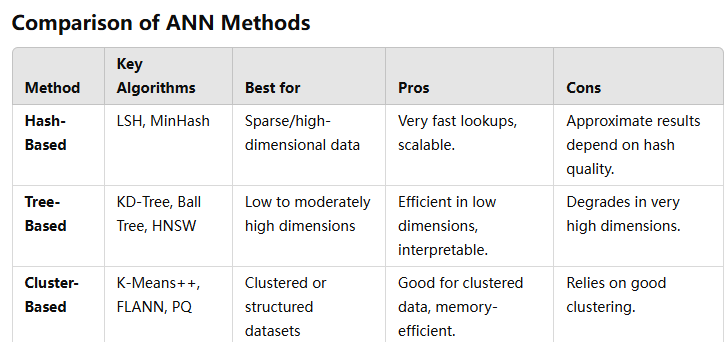 Comparison of ANN Methods
Key
Method Algorithms Best for Pros Cons
Hash- LSH, MinHash Sparse/high- Very fast lookups, Approximate results
Based dimensional data scalable. depend on hash
quality.
Tree- KD-Tree, Ball Low to moderately Efficient in low Degrades in very
Based Tree, HNSW high dimensions dimensions, high dimensions.
interpretable.
Cluster- K-Means++, Clustered or Good for clustered Relies on good
Based FLANN, PQ structured data, memory- clustering.
datasets efficient.